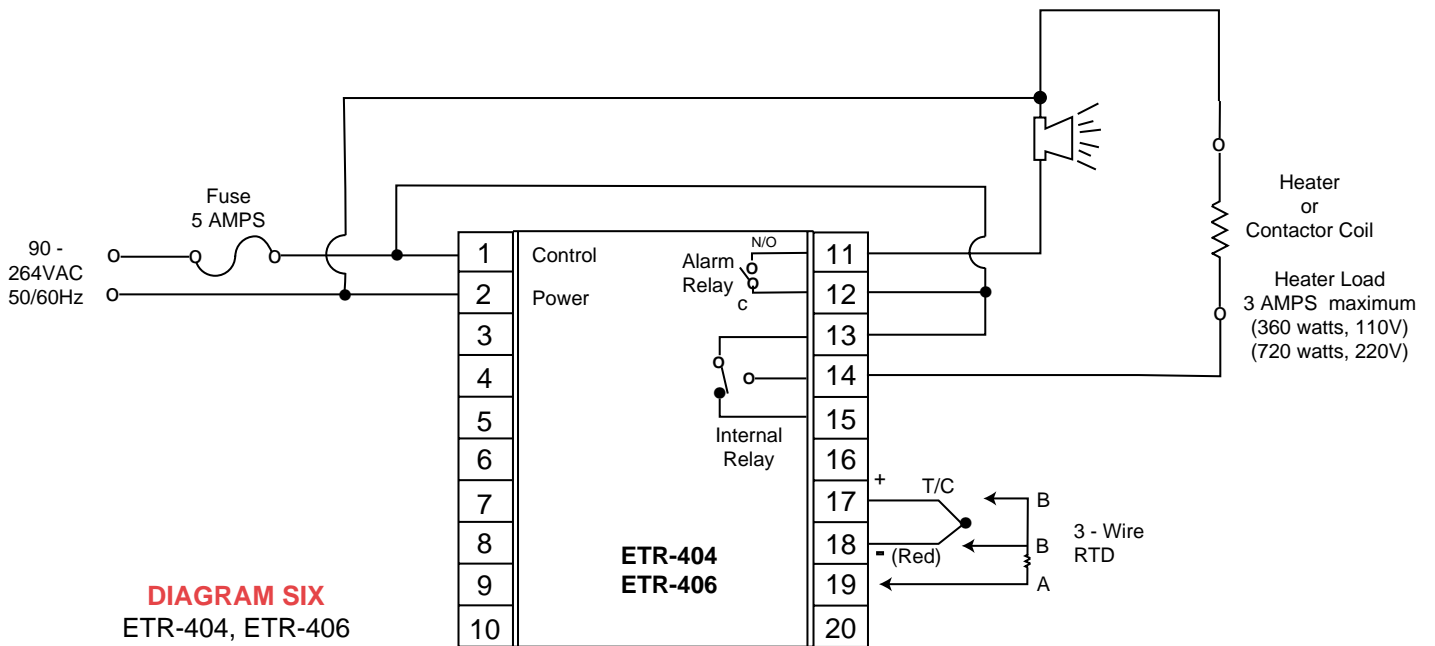 Fuse
5 AMPS
90 -
264VAC
50/60Hz
1
2
3
4
5
6
7
8
9
10
Control
Power
Alarm
Relay
N/O
C
Internal
Relay
ETR-404
ETR-406
11
12
13
14
15
16
17
18
19
20
+
T/C
- (Red)
B
B
A
3 - Wire
RTD
Heater
or
Contactor Coil
Heater Load
3 AMPS maximum
(360 watts, 110V)
(720 watts, 220V)
DIAGRAM SIX
ETR-404, ETR-406